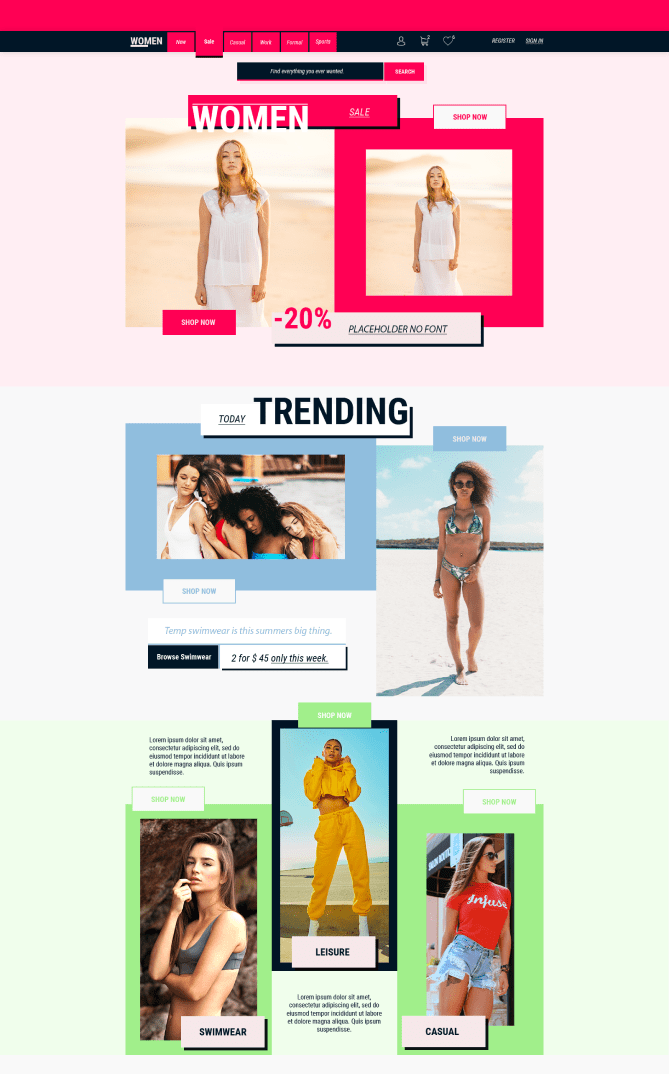 WOMEN
New
Sale
Casual
Work
Formal
Sports
2
6
REGISTER
SIGN IN
Find everything you ever wanted
SEARCH
WOMEN
SALE
SHOP NOW
SHOP NOW
-20%
PLACEHOLDER NO FONT
TODAY
TRENDING
SHOP NOW
SHOP NOW
Temp swimwear is this summers big thing.
Browse Swimwear
2 for $ 45 only this week.
SHOP NOW
Lorem ipsum dolor sit amet,
consectetur adipiscing elit, sed do
eiusmod tempor incididunt ut labore
et dolore magna aliqua. Quis ipsum
suspendisse.
Lorem ipsum dolor sit amet,
consectetur adipiscing elit, sed do
eiusmod tempor incididunt ut labore
et dolore magna aliqua. Quis ipsum
suspendisse.
SHOP NOW
SHOP NOW
Infuse
LEISURE
Lorem ipsum dolor sit amet,
consectetur adipiscing elit, sed do
eiusmod tempor incididunt ut labore
et dolore magna aliqua. Quis ipsum
suspendisse.
SWIMWEAR
CASUAL